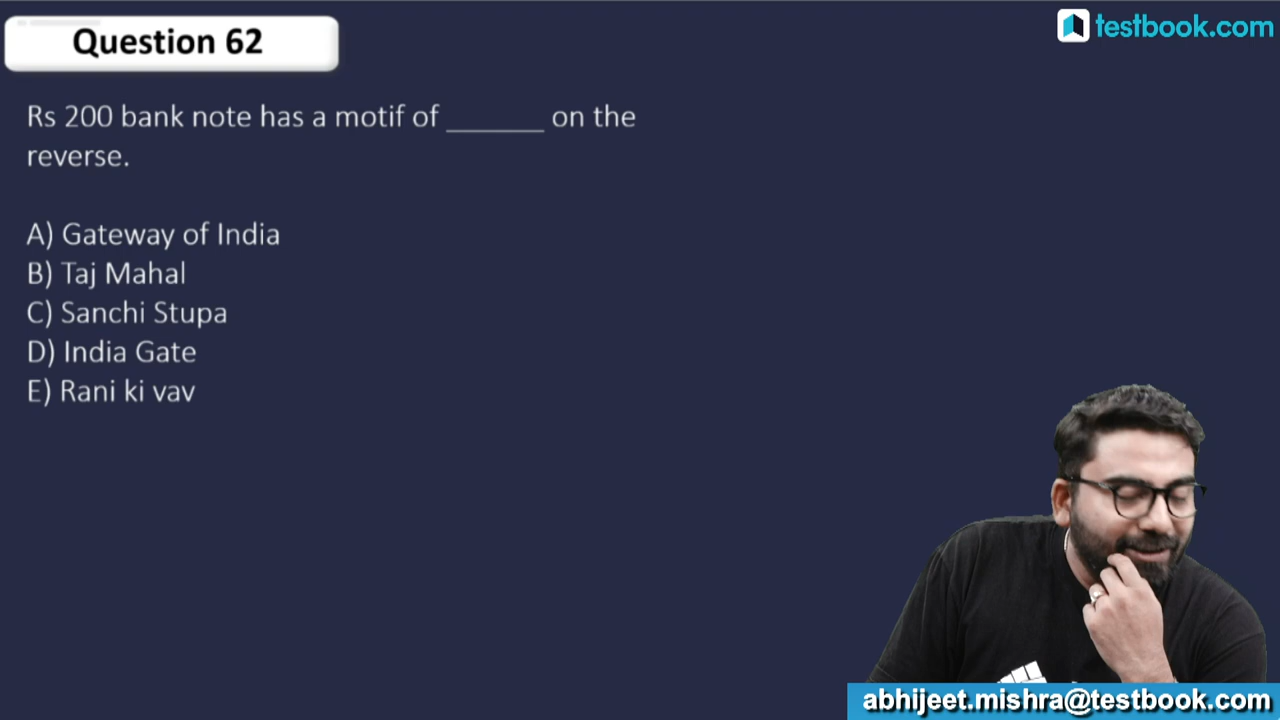 Question 62
testbook.com
Rs 200 bank note has a motif of _______ on the
reverse.
A) Gateway of India
B) Taj Mahal
C) Sanchi Stupa
D) India Gate
E) Rani ki vav
abhijeet.mishra@testbook.com